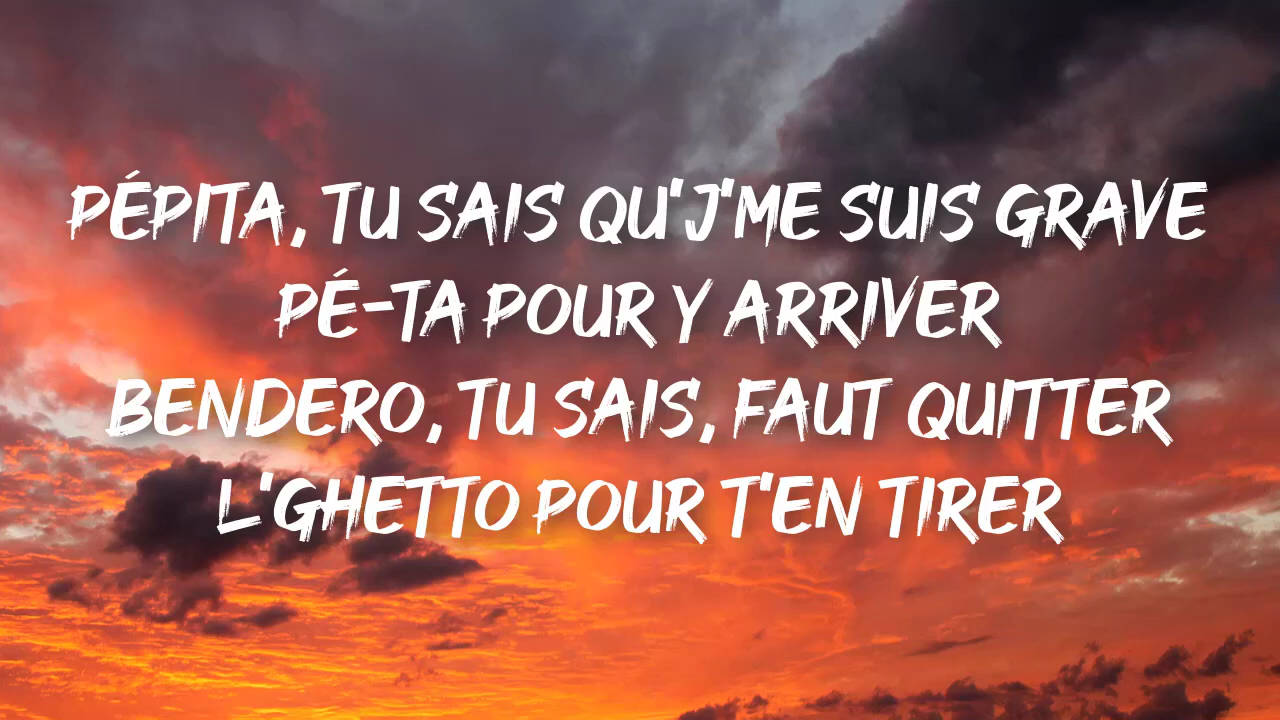 PÉPITA, TU SAIS QU'J'ME SUIS GRAVE
PÉ-TA POUR Y ARRIVER
BENDERO, TU SAIS, FAUT QUITTER
L'GHETTO POUR T'EN TIRER